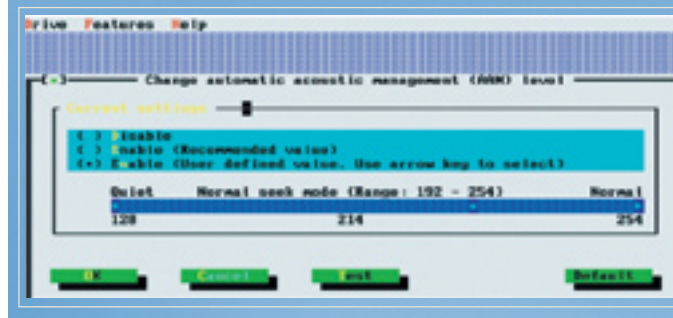 Drive Features Help
Change automatic acoustic management (AAM) level
Current settings
( ) Disable
( ) Enable (Recommended value)
(•) Enable (User defined value. Use arrow key to select)
Quiet Normal seek mode (Range: 192 - 254) Normal
128 214 254
OK Cancel Test Default